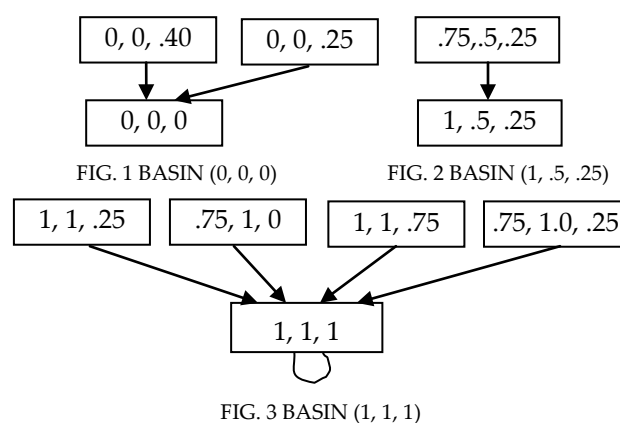 0, 0, .40
0, 0, .25
.75,.5,.25
0, 0, 0
1, .5, .25
FIG. 1 BASIN (0, 0, 0)
FIG. 2 BASIN (1, .5, .25)
1, 1, .25
.75, 1, 0
1, 1, .75
.75, 1.0, .25
1, 1, 1
FIG. 3 BASIN (1, 1, 1)